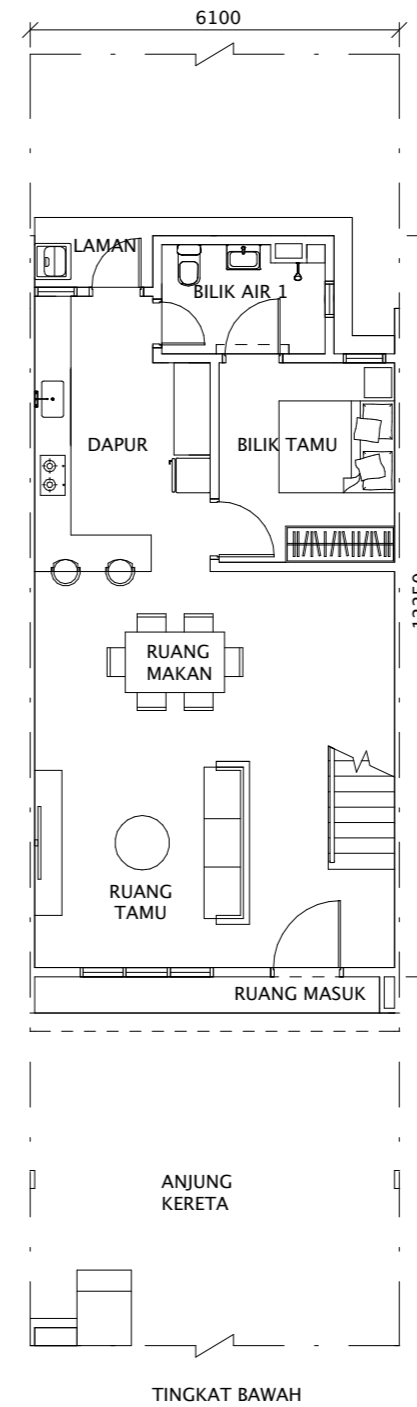 6100
LAMAN
BILIK AIR 1
DAPUR
BILIK TAMU
RUANG
MAKAN
RUANG
TAMU
RUANG MASUK
ANJUNG
KERETA
TINGKAT BAWAH